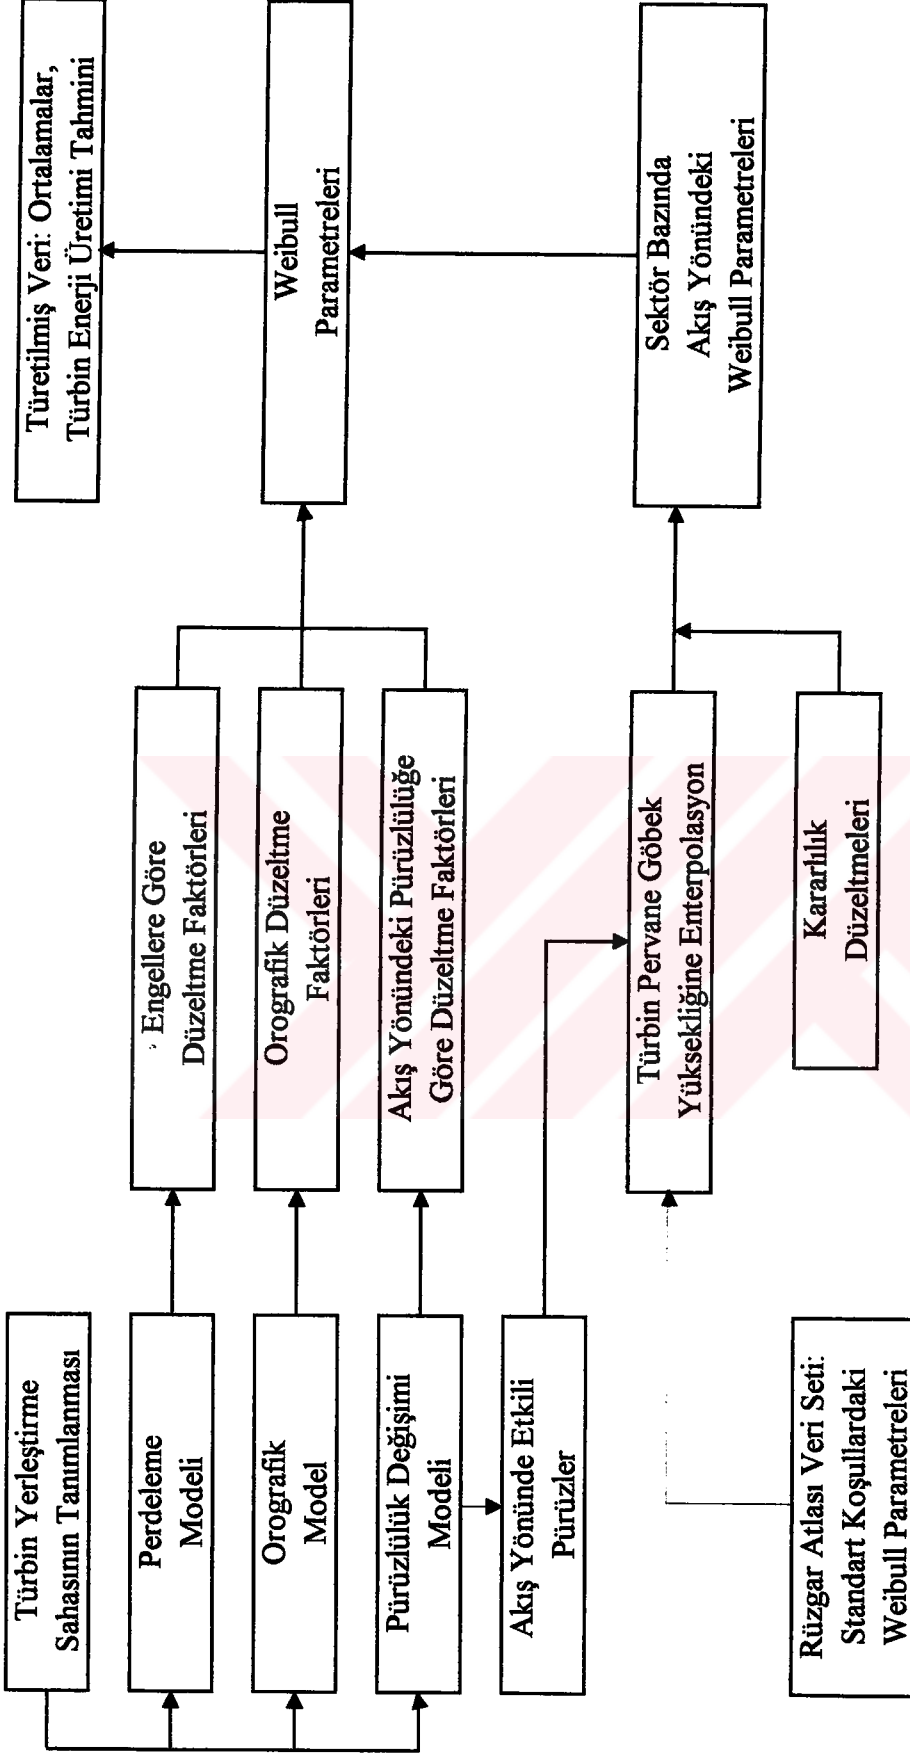 Türbin Yerleştirme
Sahasının Tanımlanması
Perdeleme
Modeli
Orografik
Model
Pürüzlülük Değişimi
Modeli
Akış Yönünde Etkili
Pürüzler
Rüzgar Atlası Veri Seti:
Standart Koşullardaki
Weibull Parametreleri
Engellere Göre
Düzeltme Faktörleri
Orografik Düzeltme
Faktörleri
Akış Yönündeki Pürüzlülüğe
Göre Düzeltme Faktörleri
Türbin Pervane Göbek
Yüksekliğine Enterpolasyon
Kararlılık
Düzeltmeleri
Türetilmiş Veri: Ortalamalar,
Türbin Enerji Üretimi Tahmini
Weibull
Parametreleri
Sektör Bazında
Akış Yönündeki
Weibull Parametreleri